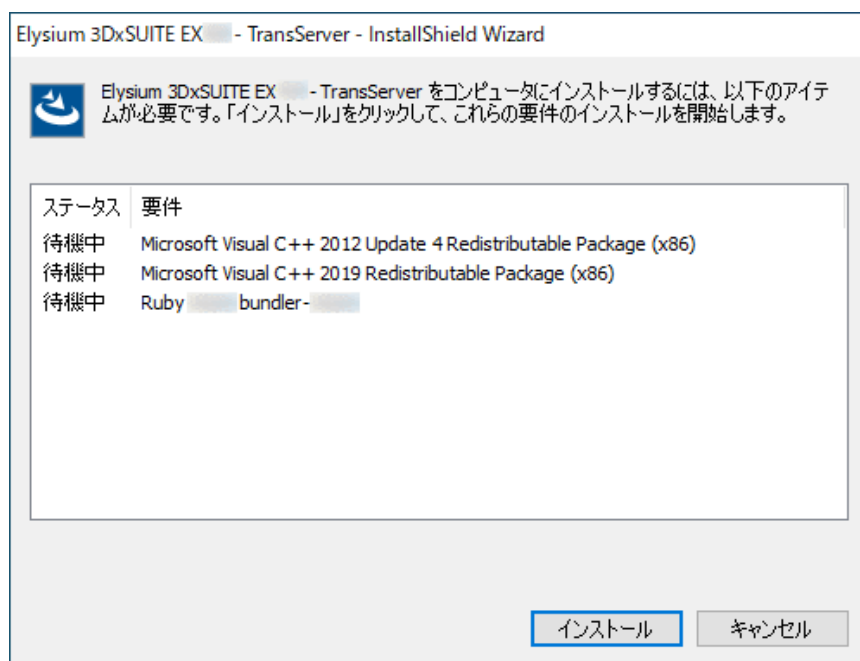 Elysium 3DxSUITE EX - TransServer - InstallShield Wizard
Elysium 3DxSUITE EX - TransServer をコンピュータにインストールするには、以下のアイテ
ムが必要です。「インストール」をクリックして、これらの要件のインストールを開始します。
ステータス 要件
待機中 Microsoft Visual C++ 2012 Update 4 Redistributable Package (x86)
待機中 Microsoft Visual C++ 2019 Redistributable Package (x86)
待機中 Ruby bundler-
インストール キャンセル